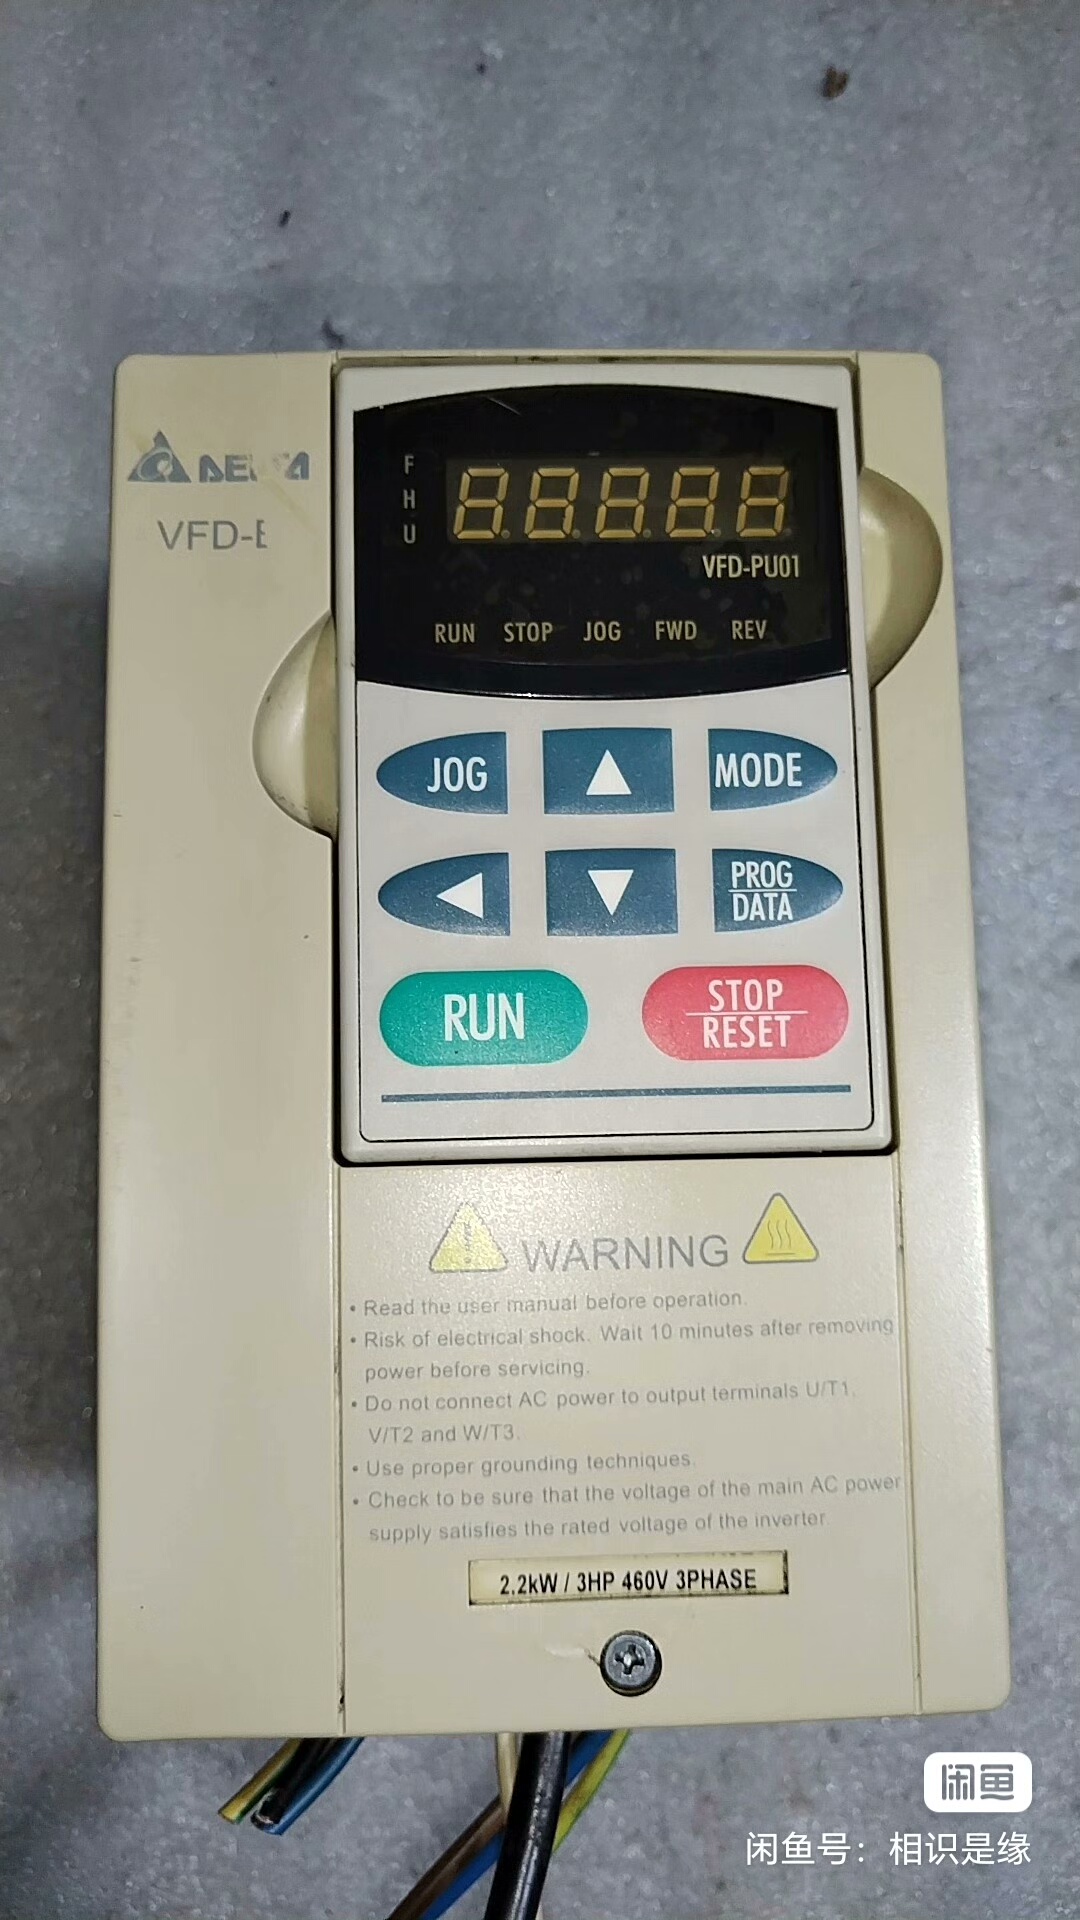 DELTA
VFD-E
F
H
U
88888
VFD-PU01
RUN STOP JOG FWD REV
JOG
MODE
PROG
DATA
RUN
STOP
RESET
WARNING
• Read the user manual before operation.
• Risk of electrical shock. Wait 10 minutes after removing
power before servicing.
• Do not connect AC power to output terminals U/T1,
V/T2 and W/T3.
• Use proper grounding techniques.
• Check to be sure that the voltage of the main AC power
supply satisfies the rated voltage of the inverter.
2.2kW / 3HP 460V 3PHASE
闲鱼
闲鱼号：相识是缘